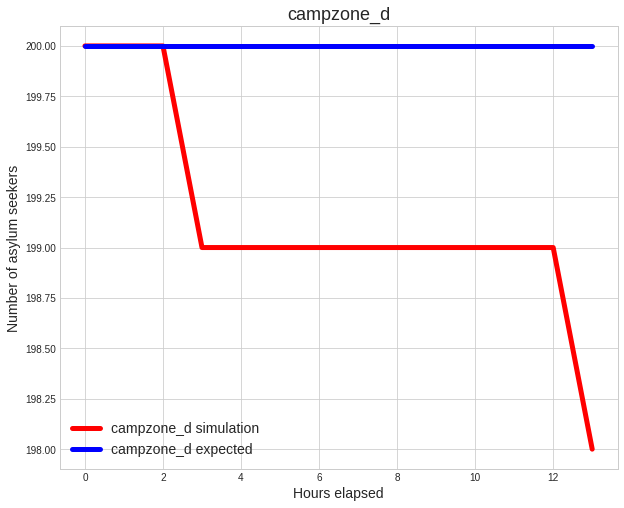 campzone_d
200.00
199.75
199.50
199.25
199.00
198.75
198.50
198.25
198.00
Number of asylum seekers
campzone_d simulation
campzone_d expected
0 2 4 6 8 10 12
Hours elapsed